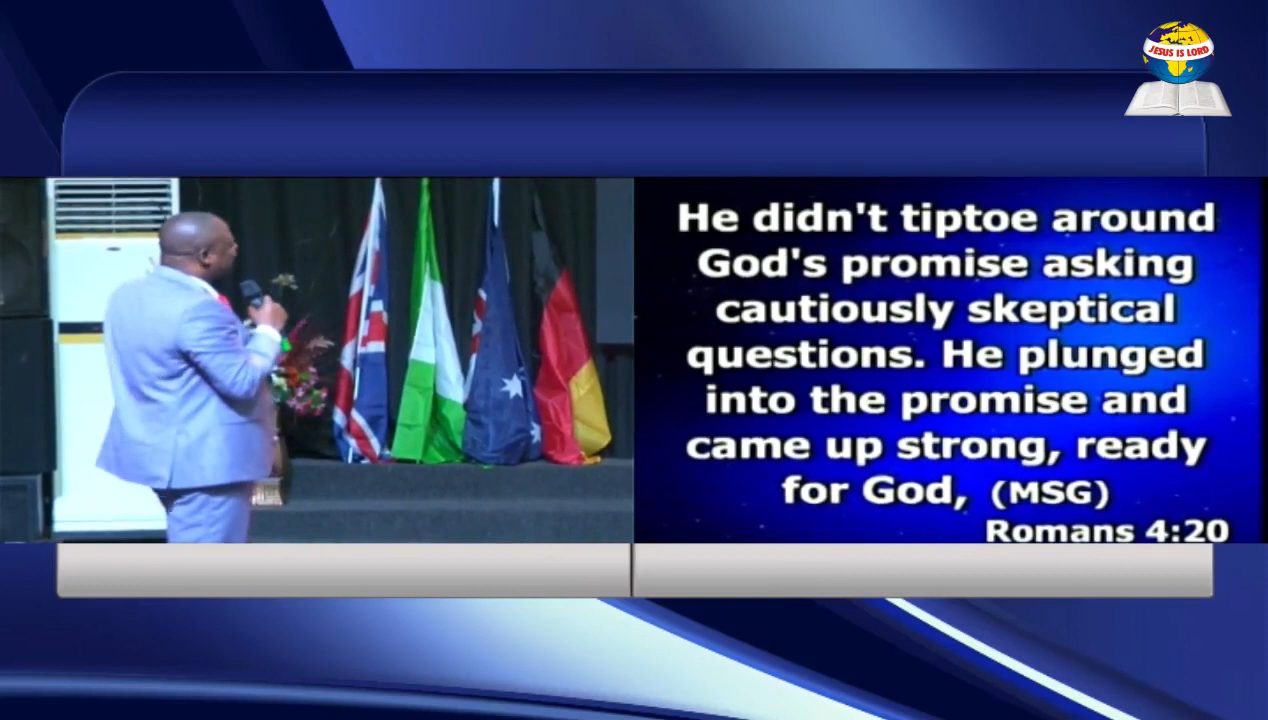 JESUS IS LORD
He didn't tiptoe around
God's promise asking
cautiously skeptical
questions. He plunged
into the promise and
came up strong, ready
for God, (MSG)
Romans 4:20